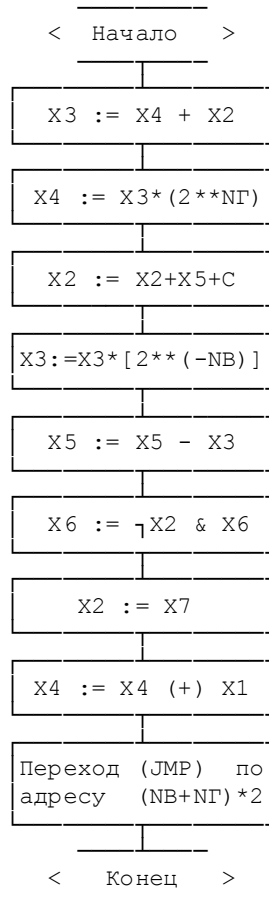 < Начало >
X3 := X4 + X2
X4 := X3*(2**NГ)
X2 := X2+X5+C
X3:=X3*[2**(-NB)]
X5 := X5 - X3
X6 := ┐X2 & X6
X2 := X7
X4 := X4 (+) X1
Переход (JMP) по
адресу (NB+NГ)*2
< Конец >